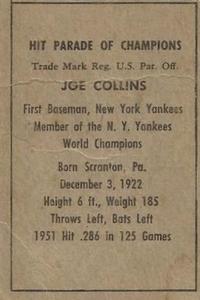 HIT PARADE OF CHAMPIONS
Trade Mark Reg. U.S. Pat. Off.
JOE COLLINS
First Baseman, New York Yankees
Member of the N. Y. Yankees
World Champions
Born Scranton, Pa.
December 3, 1922
Height 6 ft., Weight 185
Throws Left, Bats Left
1951 Hit .286 in 125 Games